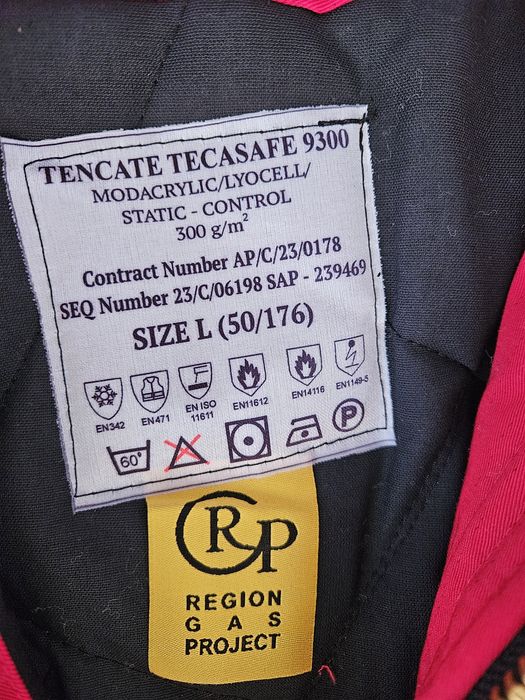 TENCATE TECASAFE 9300
MODACRYLIC/LYOCELL/
STATIC - CONTROL
300 g/m²
Contract Number AP/C/23/0178
SEQ Number 23/C/06198 SAP - 239469
SIZE L (50/176)
EN342 EN471 EN ISO 11611 EN11612 EN14116 EN1149-5
60° P
CRP
REGION
GAS
PROJECT